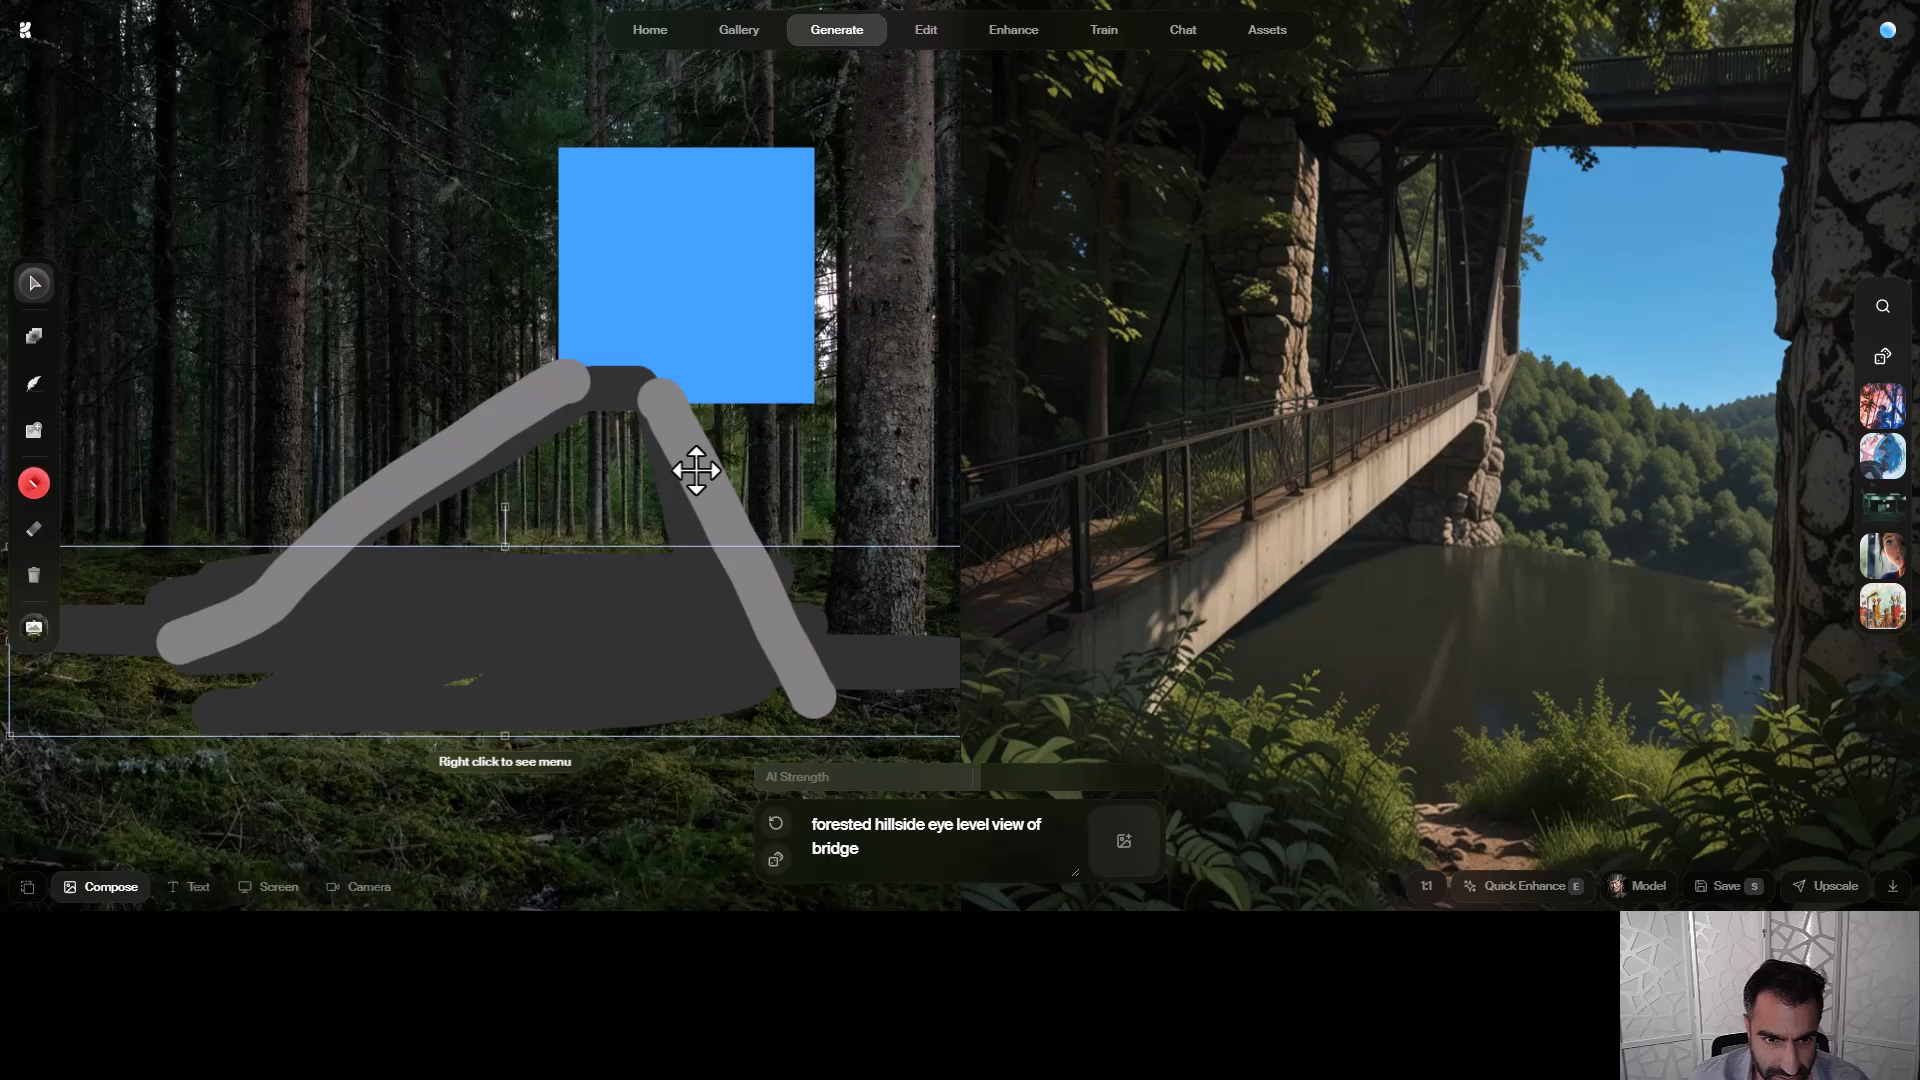 Home Gallery Generate Edit Enhance Train Chat Assets
Right click to see menu
AI Strength
forested hillside eye level view of
bridge
Compose Text Screen Camera
1:1 Quick Enhance E Model Save S Upscale